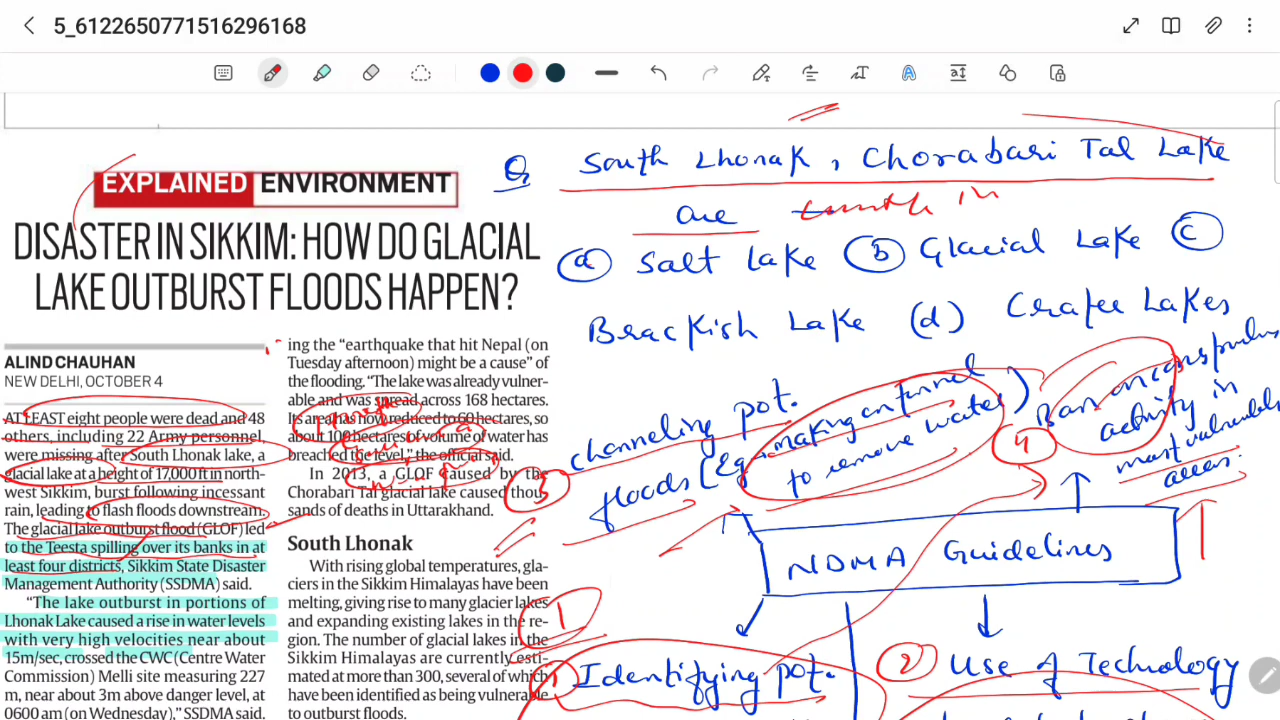 5_6122650771516296168
EXPLAINED ENVIRONMENT
DISASTER IN SIKKIM: HOW DO GLACIAL
LAKE OUTBURST FLOODS HAPPEN?
ALIND CHAUHAN
NEW DELHI, OCTOBER 4
AT LEAST eight people were dead and 48
others, including 22 Army personnel,
were missing after South Lhonak lake, a
glacial lake at a height of 17,000 ft in north-
west Sikkim, burst following incessant
rain, leading to flash floods downstream.
The glacial lake outburst flood (GLOF) led
to the Teesta spilling over its banks in at
least four districts, Sikkim State Disaster
Management Authority (SSDMA) said.
"The lake outburst in portions of
Lhonak Lake caused a rise in water levels
with very high velocities near about
15m/sec, crossed the CWC (Centre Water
Commission) Melli site measuring 227
m, near about 3m above danger level, at
0600 am (on Wednesday)," SSDMA said.
ing the "earthquake that hit Nepal (on
Tuesday afternoon) might be a cause" of
the flooding. "The lake was already vulner-
able and was spread across 168 hectares.
Its area has now reduced to 60 hectares, so
about 100 hectares of volume of water has
breached the level," the official said.
In 2013, a GLOF caused by the
Chorabari Tal glacial lake caused thou-
sands of deaths in Uttarakhand.
South Lhonak
With rising global temperatures, gla-
ciers in the Sikkim Himalayas have been
melting, giving rise to many glacier lakes
and expanding existing lakes in the re-
gion. The number of glacial lakes in the
Sikkim Himalayas are currently esti-
mated at more than 300, several of which
have been identified as being vulnerable
to outburst floods.
Q South Lhonak, Chorabari Tal Lake
are in
(a) Salt Lake (b) Glacial Lake (c)
Brackish Lake (d) Crater Lakes
(3) channeling pot.
floods (Eg making an tunnel
to remove water)
(4) Ban on
activity in
most vulnerable
areas.
NDMA Guidelines
1
Identifying pot.
(2) Use of Technology